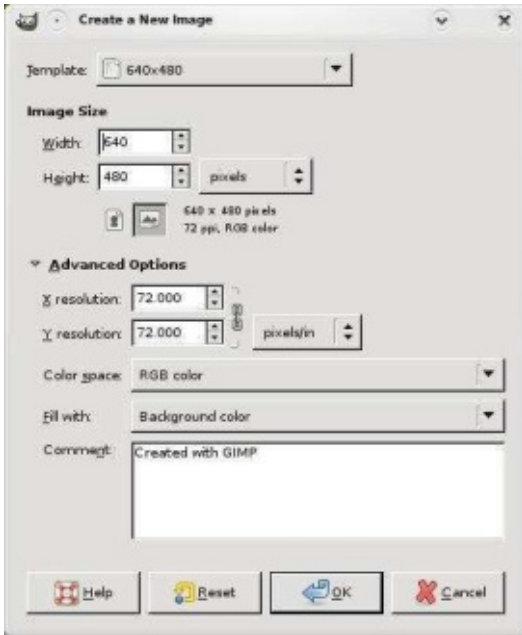 Create a New Image
Template: 640x480
Image Size
Width: 640
Height: 480 pixels
640 x 480 pixels
72 ppi, RGB color
Advanced Options
X resolution: 72.000
Y resolution: 72.000 pixels/in
Color space: RGB color
Fill with: Background color
Comment: Created with GIMP
Help Reset OK Cancel